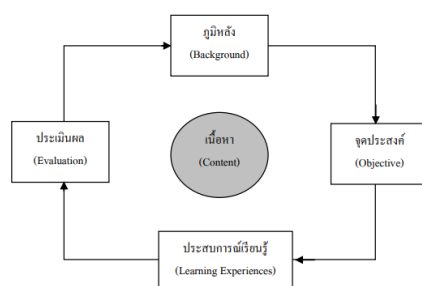 ภูมิหลัง
(Background)
ประเมินผล
(Evaluation)
เนื้อหา
(Content)
จุดประสงค์
(Objective)
ประสบการณ์เรียนรู้
(Learning Experiences)